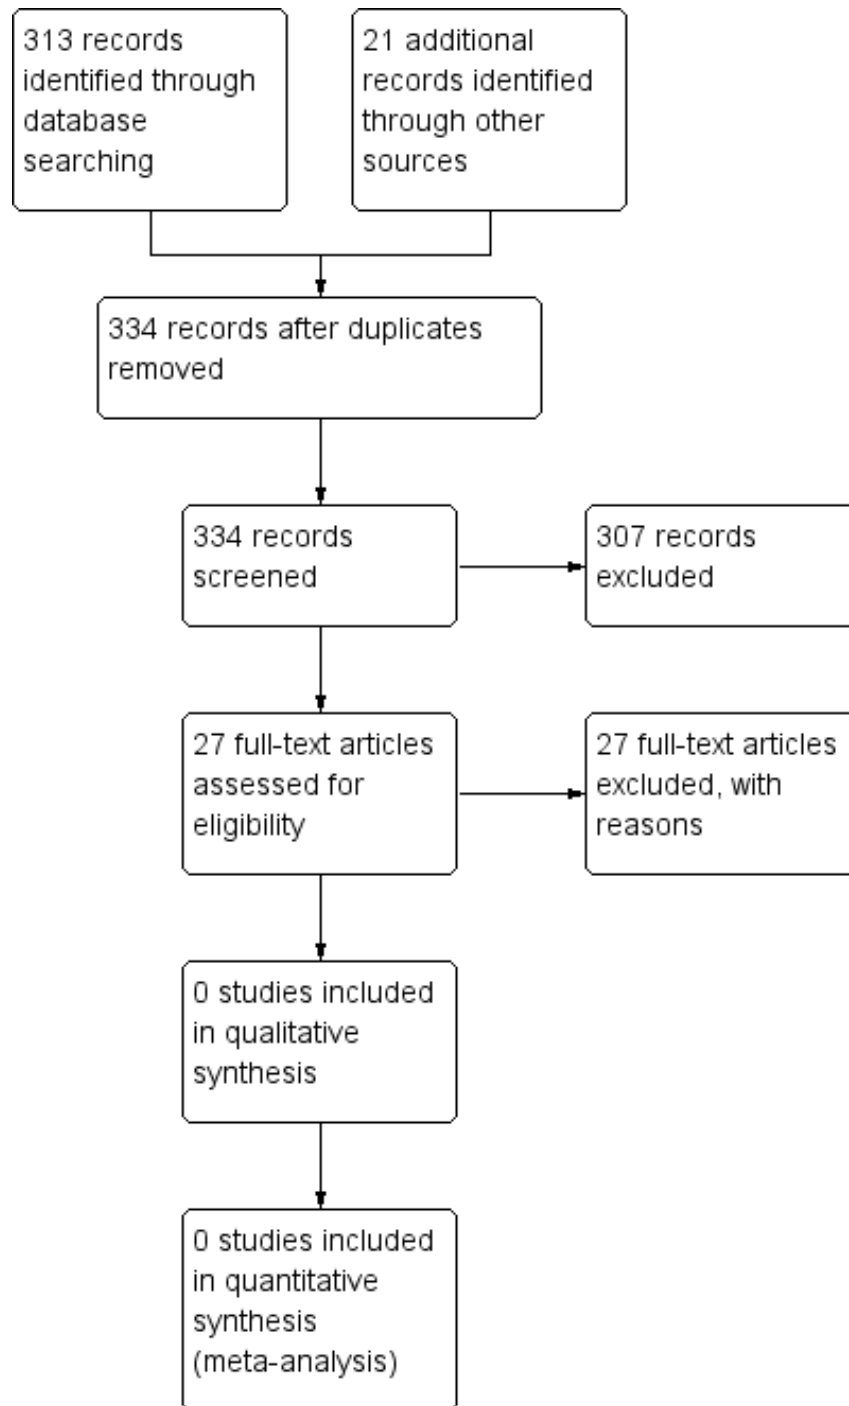 313 records
identified through
database
searching
21 additional
records identified
through other
sources
334 records after duplicates
removed
334 records
screened
307 records
excluded
27 full-text articles
assessed for
eligibility
27 full-text articles
excluded, with
reasons
0 studies included
in qualitative
synthesis
0 studies included
in quantitative
synthesis
(meta-analysis)